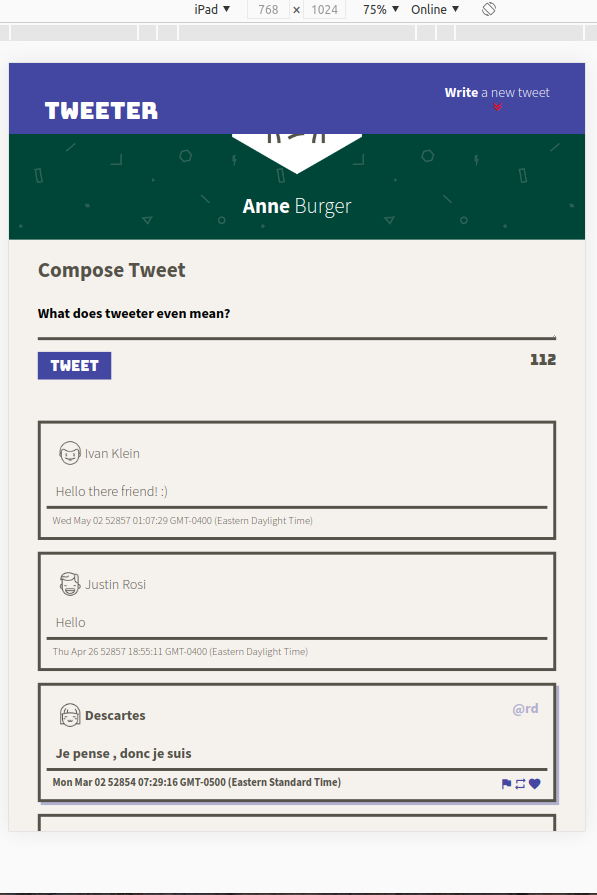 iPad ▼ 768 × 1024 75% ▼ Online ▼
Write a new tweet
TWEETER
Anne Burger
Compose Tweet
What does tweeter even mean?
TWEET 112
Ivan Klein
Hello there friend! :)
Wed May 02 52857 01:07:29 GMT-0400 (Eastern Daylight Time)
Justin Rosi
Hello
Thu Apr 26 52857 18:55:11 GMT-0400 (Eastern Daylight Time)
Descartes @rd
Je pense , donc je suis
Mon Mar 02 52854 07:29:16 GMT-0500 (Eastern Standard Time)